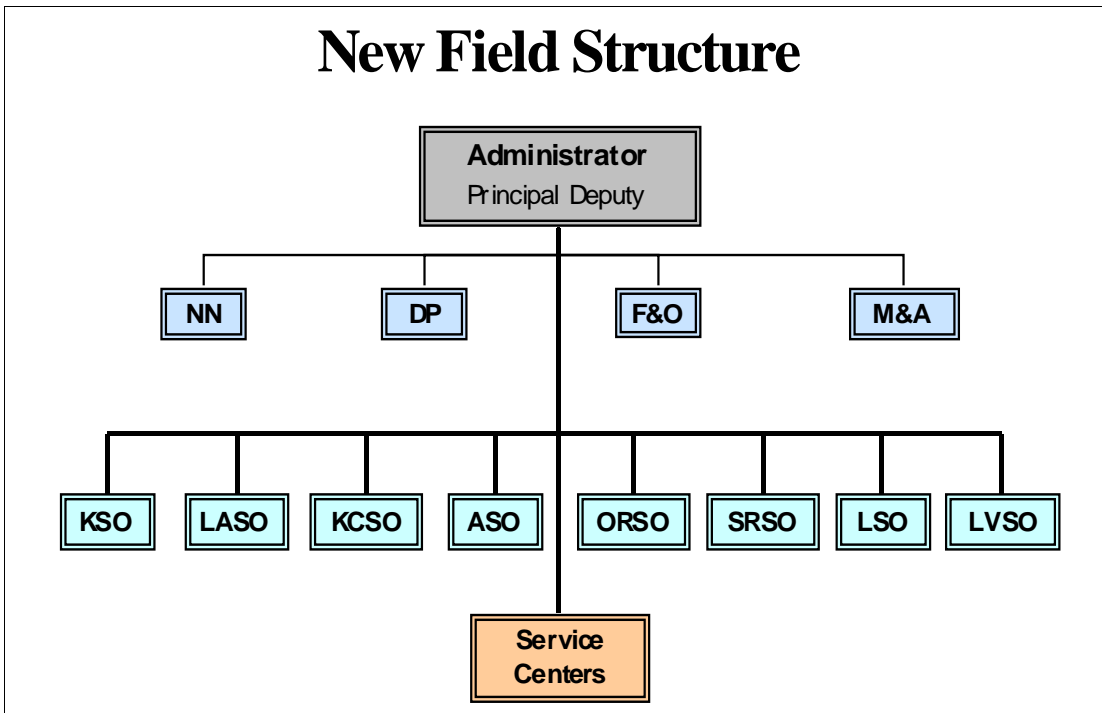 New Field Structure
Administrator
Principal Deputy
NN DP F&O M&A
KSO LASO KCSO ASO ORSO SRSO LSO LVSO
Service
Centers